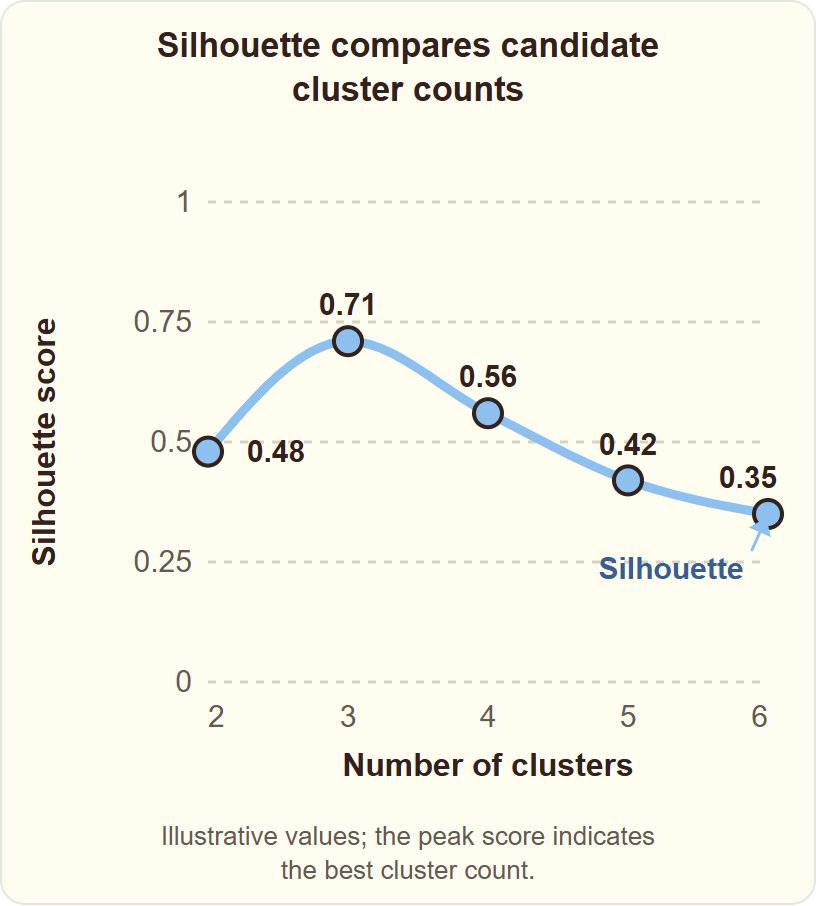 Silhouette compares candidate
cluster counts
Silhouette score
1
0.75
0.5
0.25
0
0.48
0.71
0.56
0.42
0.35
Silhouette
2
3
4
5
6
Number of clusters
Illustrative values; the peak score indicates
the best cluster count.